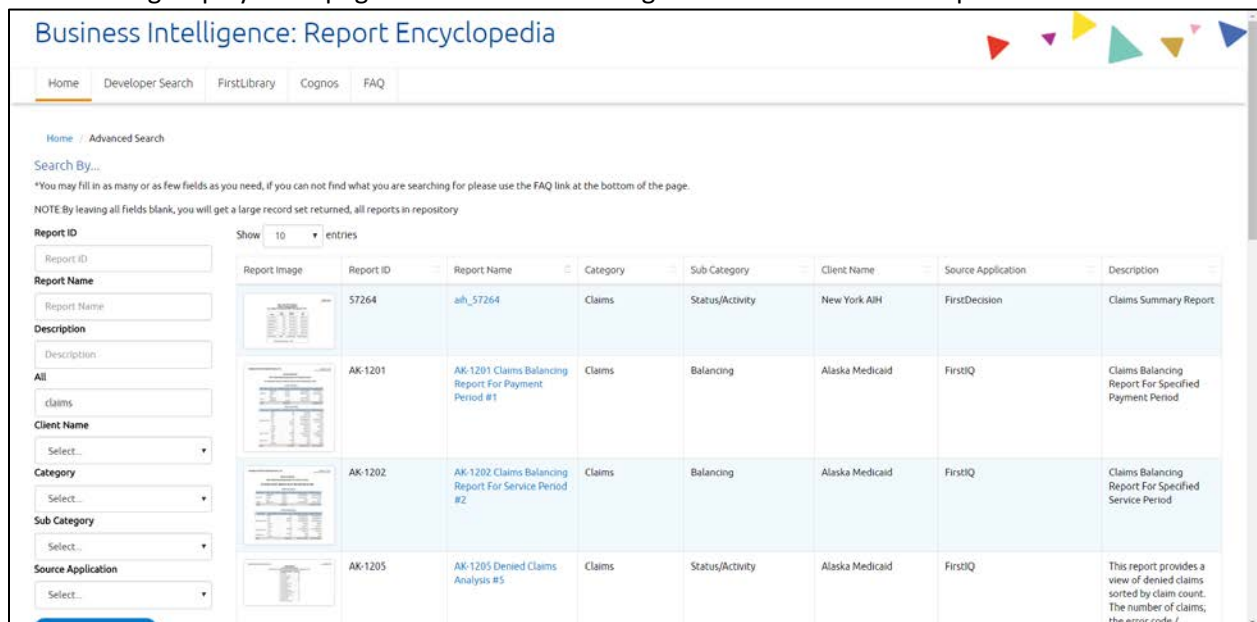 Business Intelligence: Report Encyclopedia
Home Developer Search FirstLibrary Cognos FAQ
Home / Advanced Search
Search By...
*You may fill in as many or as few fields as you need, if you can not find what you are searching for please use the FAQ link at the bottom of the page.
NOTE:By leaving all fields blank, you will get a large record set returned, all reports in repository
Report ID
Report ID
Report Name
Report Name
Description
Description
All
claims
Client Name
Select...
Category
Select...
Sub Category
Select...
Source Application
Select...
Show 10 entries
Report Image Report ID Report Name Category Sub Category Client Name Source Application Description
57264 aih_57264 Claims Status/Activity New York AIH FirstDecision Claims Summary Report
AK-1201 AK-1201 Claims Balancing Claims Balancing Alaska Medicaid FirstIQ Claims Balancing
Report For Payment Report For Specified
Period #1 Payment Period
AK-1202 AK-1202 Claims Balancing Claims Balancing Alaska Medicaid FirstIQ Claims Balancing
Report For Service Period Report For Specified
#2 Service Period
AK-1205 AK-1205 Denied Claims Claims Status/Activity Alaska Medicaid FirstIQ This report provides a
Analysis #5 view of denied claims
sorted by claim count.
The number of claims,
the error code /